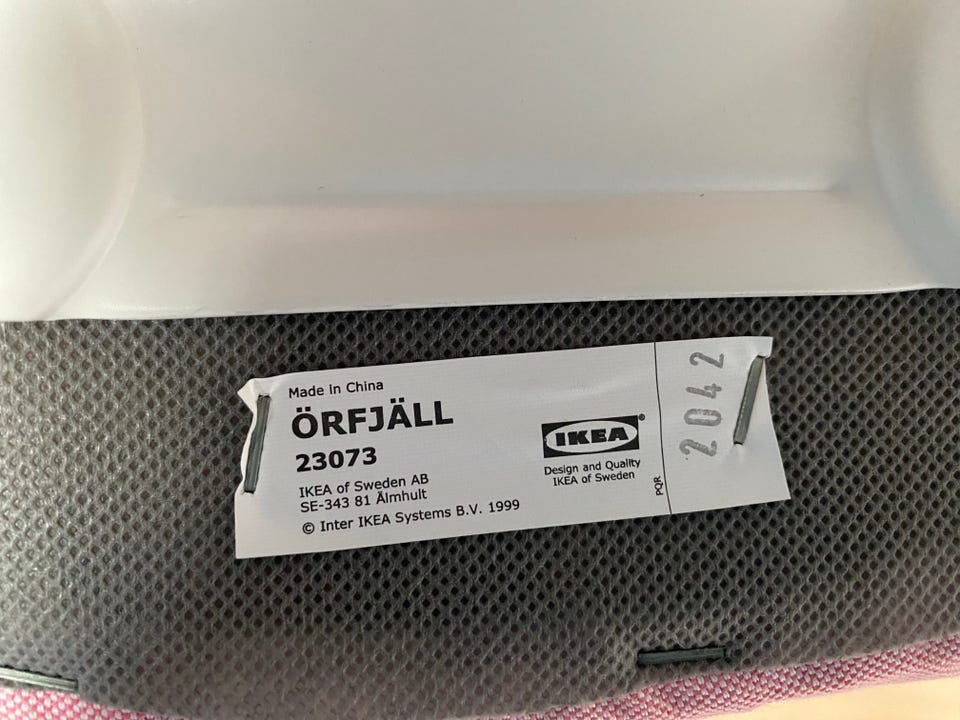 Made in China
ÖRFJÄLL
23073
IKEA of Sweden AB
SE-343 81 Älmhult
© Inter IKEA Systems B.V. 1999
IKEA®
Design and Quality
IKEA of Sweden
PQR
2042